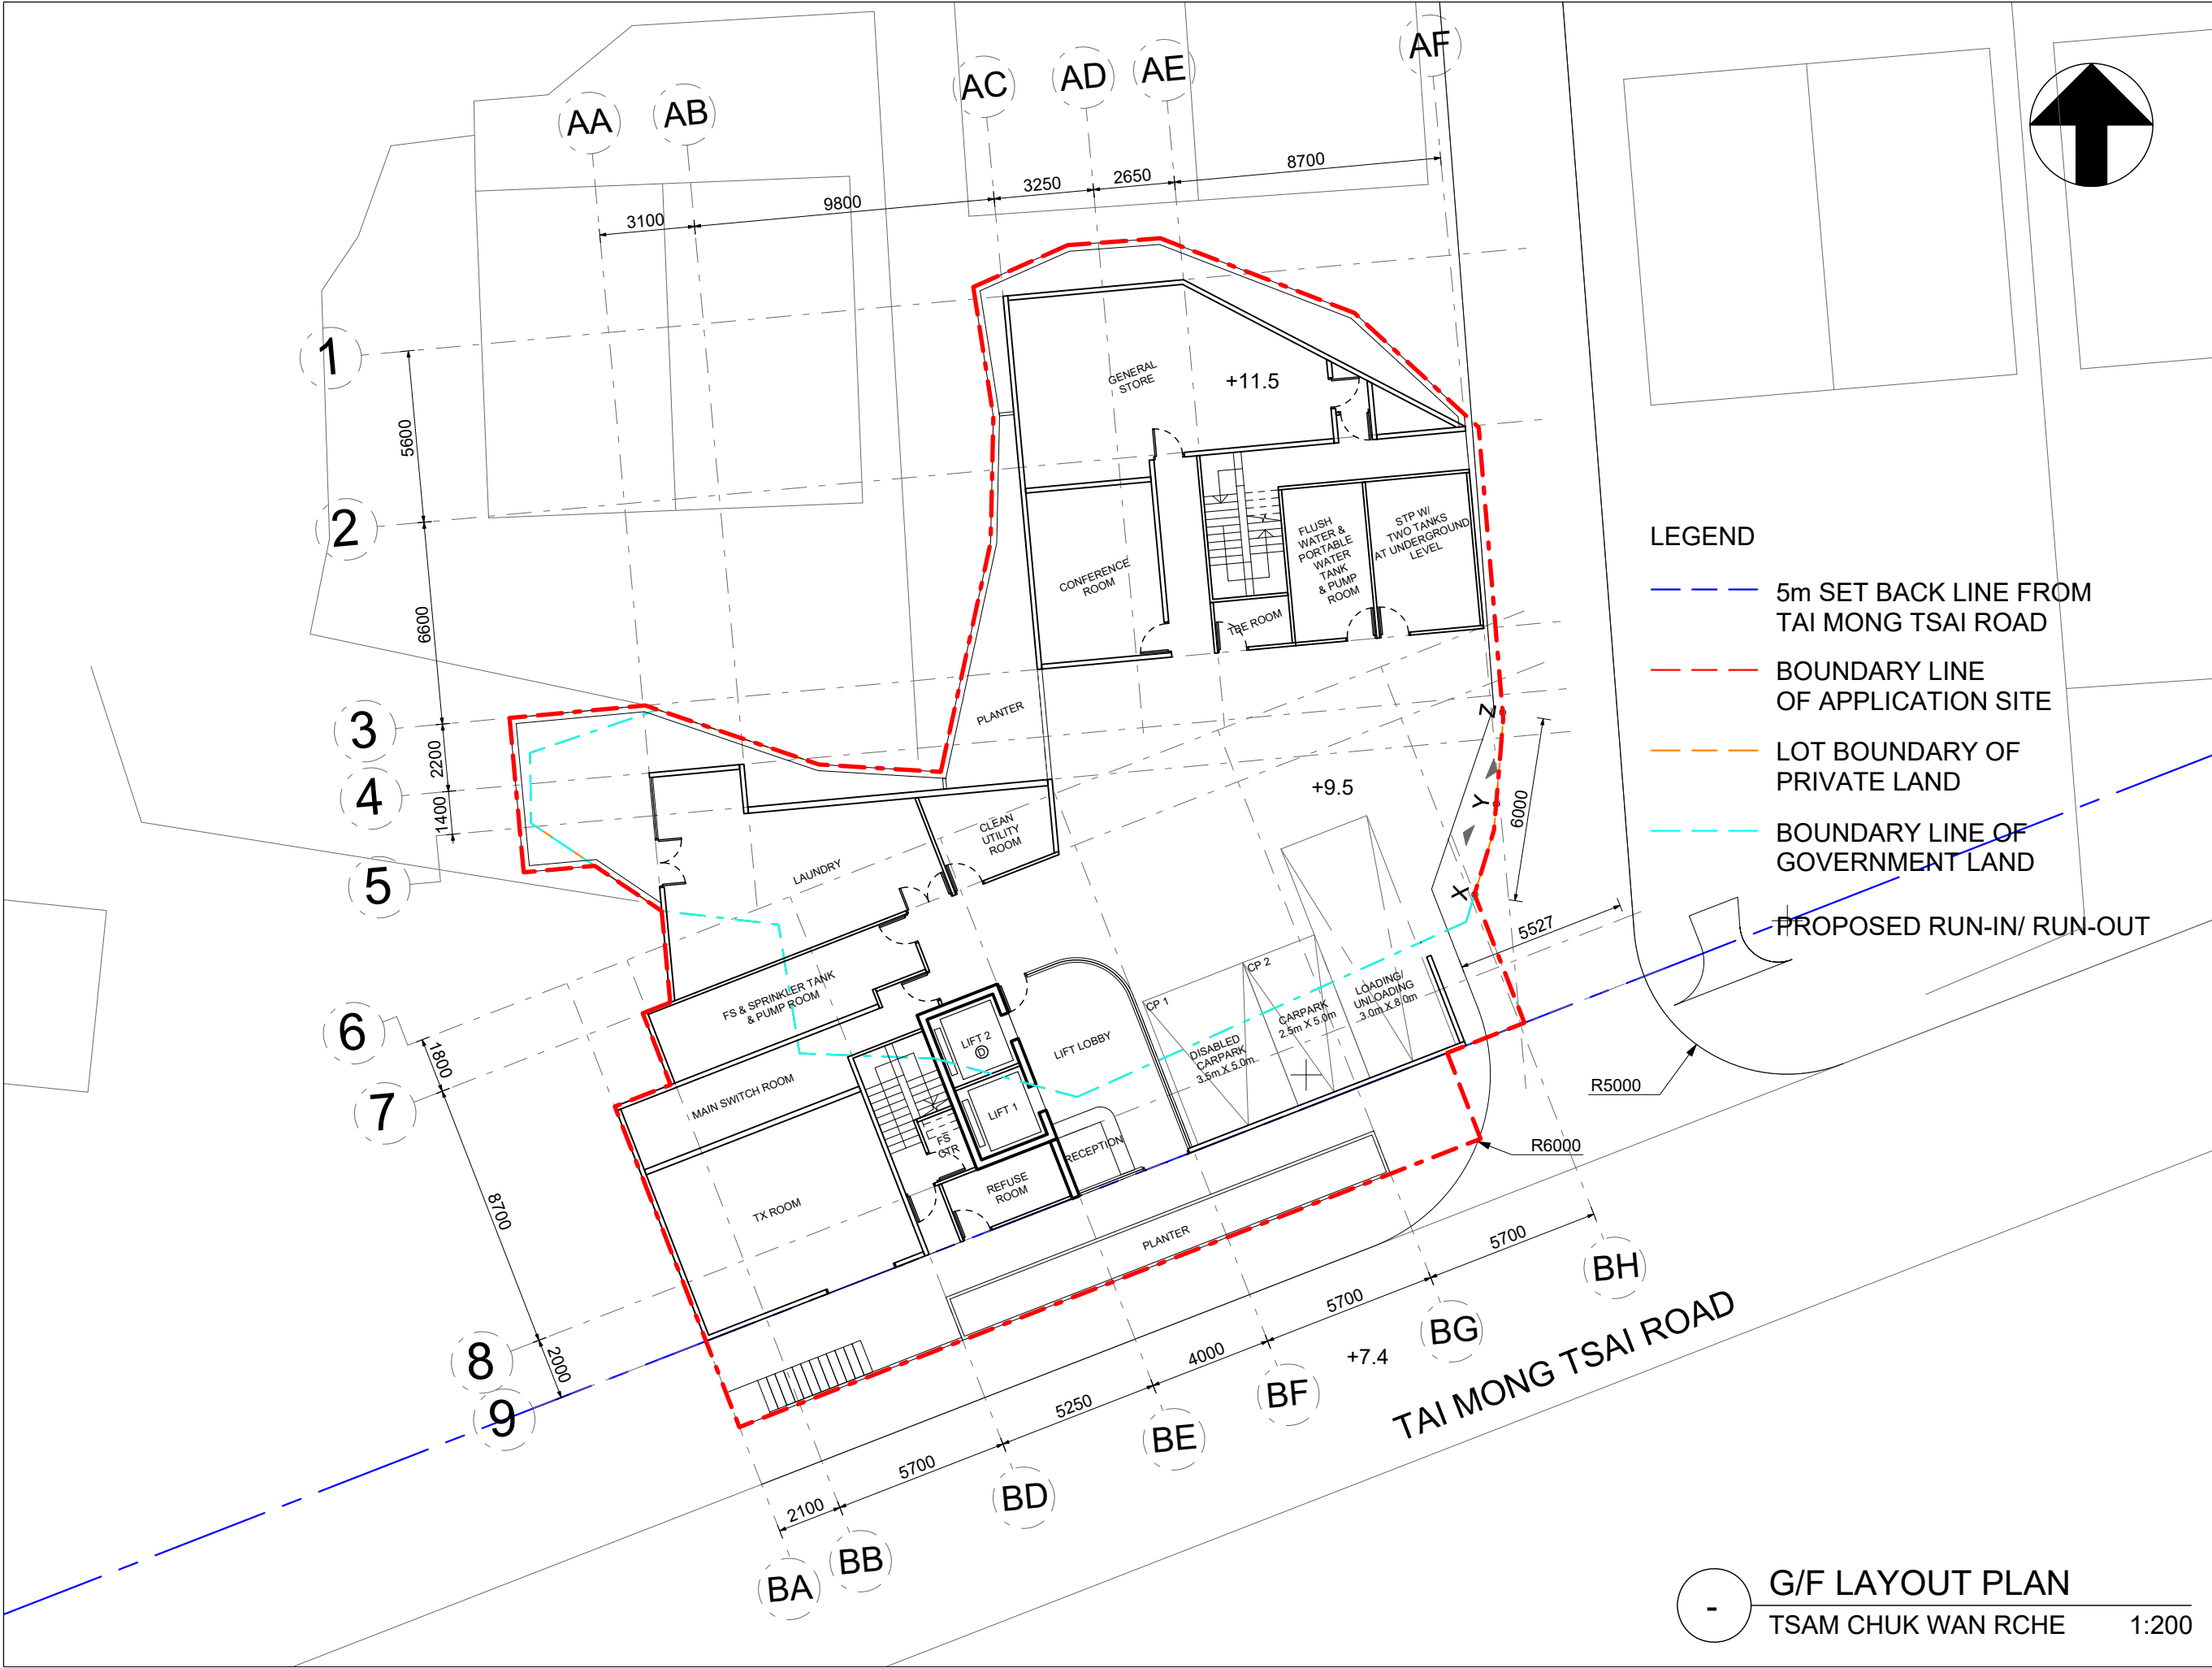 AA
AB
AC
AD
AE
AF
3100
9800
3250
2650
8700
1
2
3
4
5
5600
6600
2200
1400
GENERAL
STORE
+11.5
CONFERENCE
ROOM
FLUSH
WATER &
PORTABLE
WATER
TANK
& PUMP
ROOM
STP W/
TWO TANKS
AT UNDERGROUND
LEVEL
TBE ROOM
PLANTER
+9.5
Z
Y
X
6000
5527
CLEAN
UTILITY
ROOM
LAUNDRY
FS & SPRINKLER TANK
& PUMP ROOM
MAIN SWITCH ROOM
TX ROOM
LIFT 2
D
LIFT 1
FS
CTR
REFUSE
ROOM
RECEPTION
LIFT LOBBY
CP 1
CP 2
DISABLED
CARPARK
3.5m X 5.0m
CARPARK
2.5m X 5.0m
LOADING/
UNLOADING
3.0m X 8.0m
PLANTER
6
7
8
9
1800
8700
2000
R5000
R6000
BA
BB
BD
BE
BF
BG
BH
2100
5700
5250
4000
5700
5700
+7.4
TAI MONG TSAI ROAD
LEGEND
5m SET BACK LINE FROM
TAI MONG TSAI ROAD
BOUNDARY LINE
OF APPLICATION SITE
LOT BOUNDARY OF
PRIVATE LAND
BOUNDARY LINE OF
GOVERNMENT LAND
PROPOSED RUN-IN/ RUN-OUT
-
G/F LAYOUT PLAN
TSAM CHUK WAN RCHE 1:200